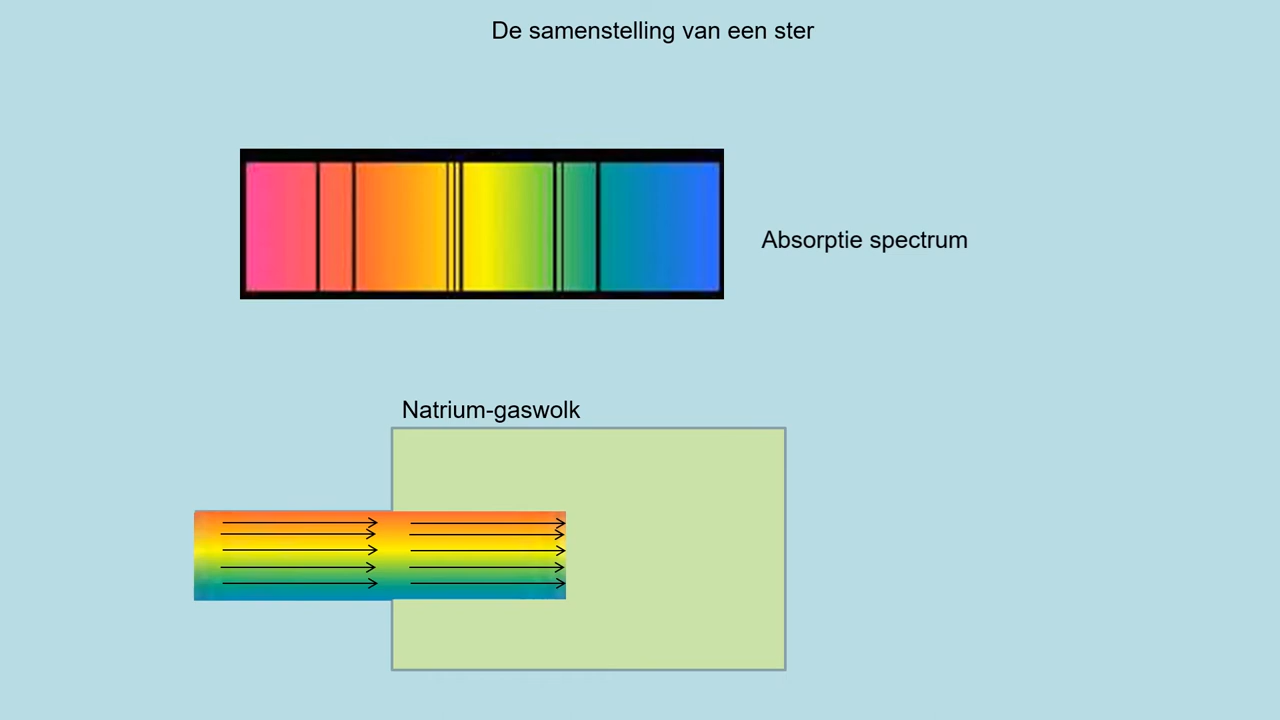 De samenstelling van een ster
Absorptie spectrum
Natrium-gaswolk